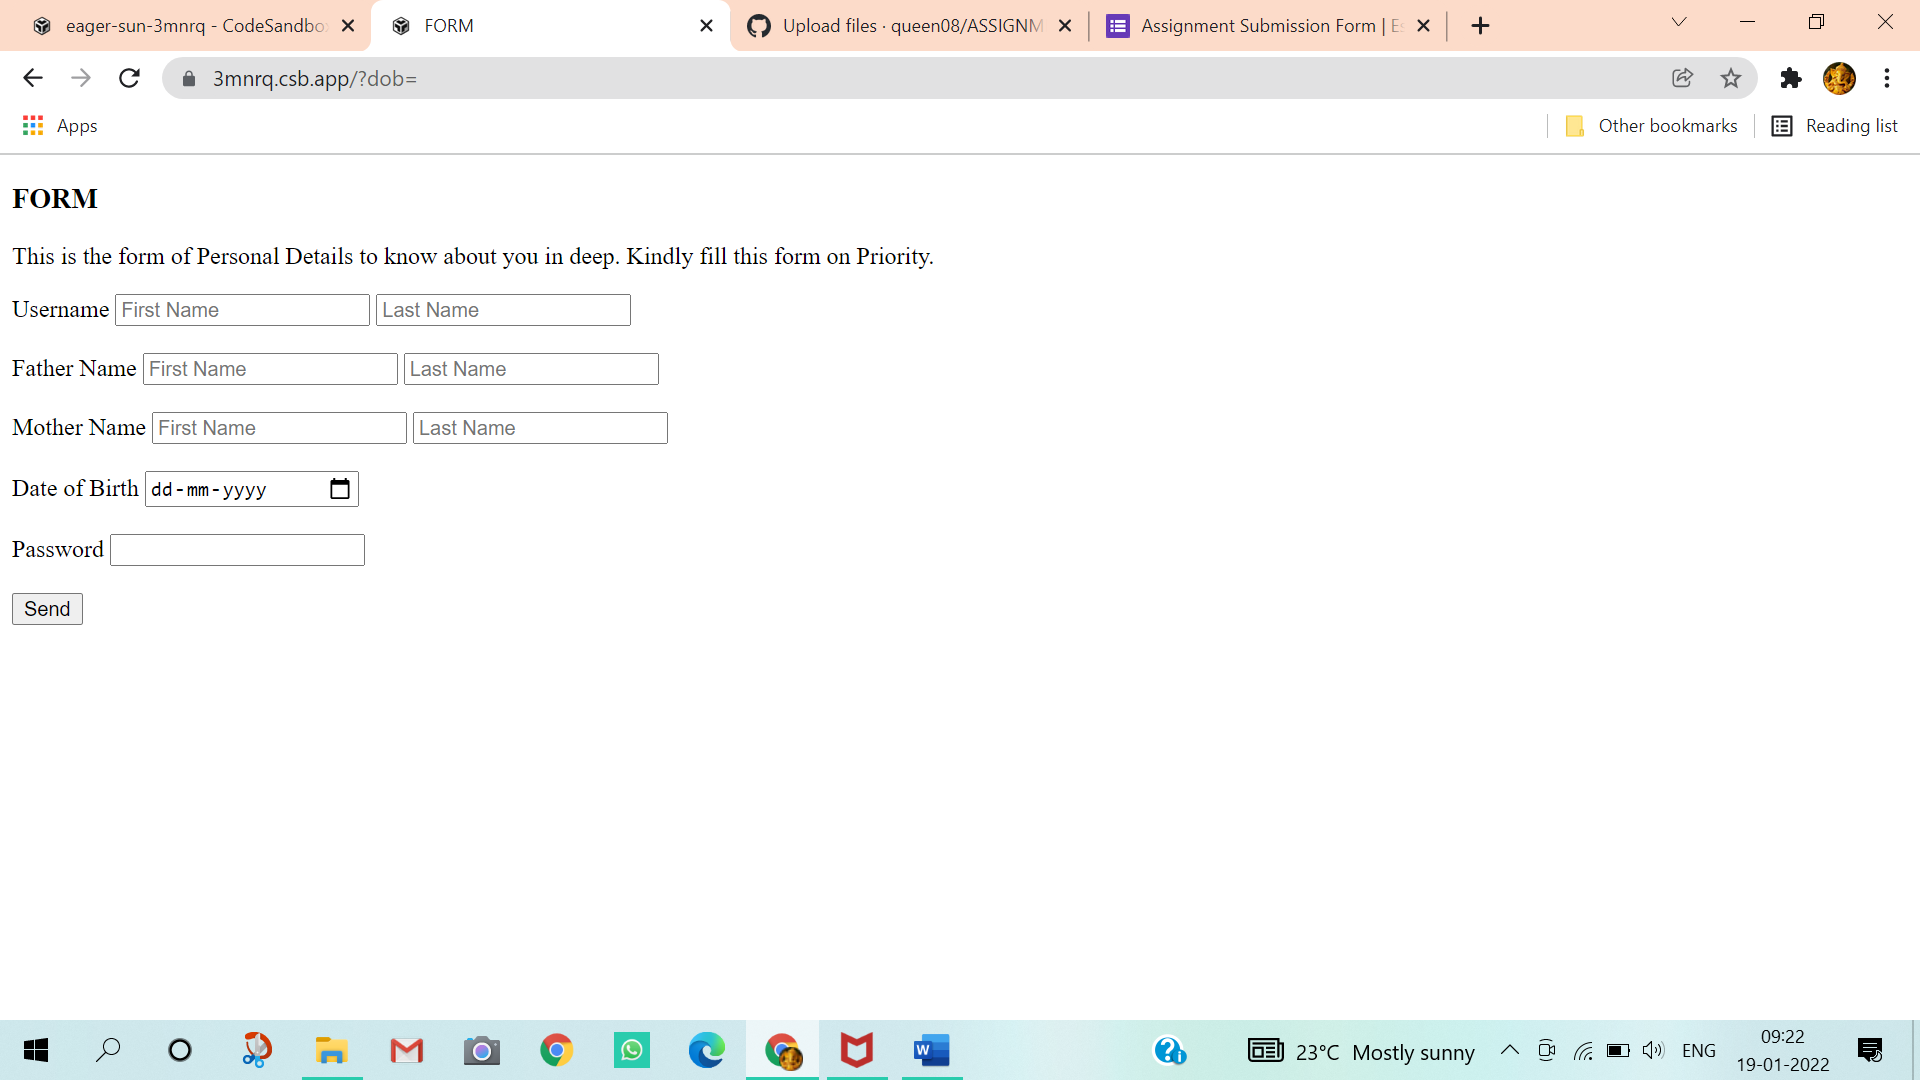 eager-sun-3mnrq - CodeSandbo
FORM
Upload files · queen08/ASSIGNM
Assignment Submission Form | Es
3mnrq.csb.app/?dob=
Apps
Other bookmarks
Reading list
FORM
This is the form of Personal Details to know about you in deep. Kindly fill this form on Priority.
Username First Name Last Name
Father Name First Name Last Name
Mother Name First Name Last Name
Date of Birth dd-mm-yyyy
Password
Send
23°C Mostly sunny
ENG
09:22
19-01-2022